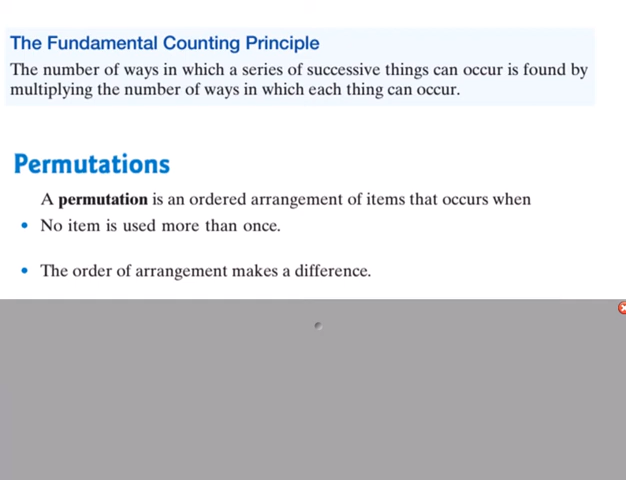 The Fundamental Counting Principle
The number of ways in which a series of successive things can occur is found by
multiplying the number of ways in which each thing can occur.
Permutations
A permutation is an ordered arrangement of items that occurs when
• No item is used more than once.
• The order of arrangement makes a difference.